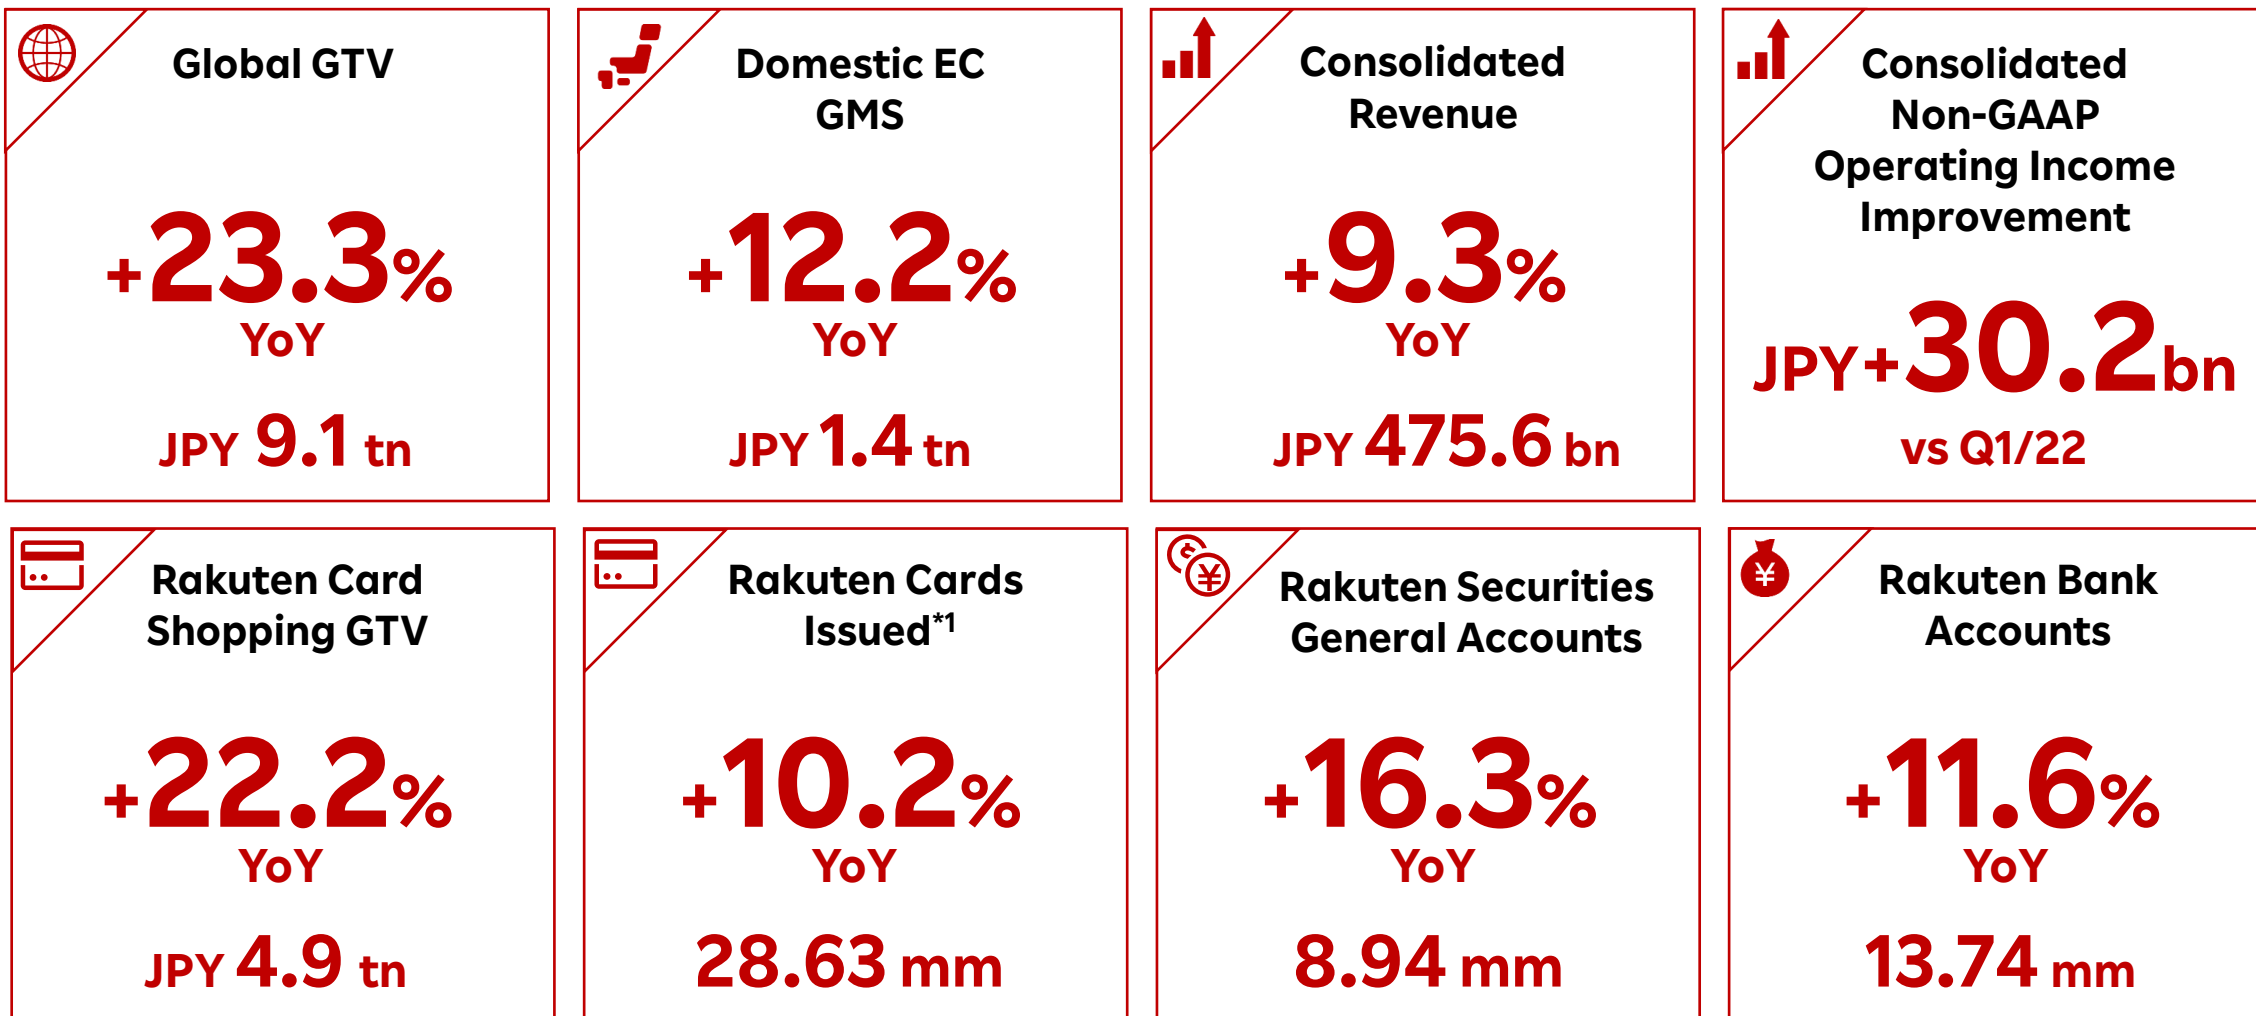 Global GTV
+23.3%
YoY
JPY 9.1 tn
Domestic EC
GMS
+12.2%
YoY
JPY 1.4 tn
Consolidated
Revenue
+9.3%
YoY
JPY 475.6 bn
Consolidated
Non-GAAP
Operating Income
Improvement
JPY+30.2bn
vs Q1/22
Rakuten Card
Shopping GTV
+22.2%
YoY
JPY 4.9 tn
Rakuten Cards
Issued*1
+10.2%
YoY
28.63 mm
Rakuten Securities
General Accounts
+16.3%
YoY
8.94 mm
Rakuten Bank
Accounts
+11.6%
YoY
13.74 mm